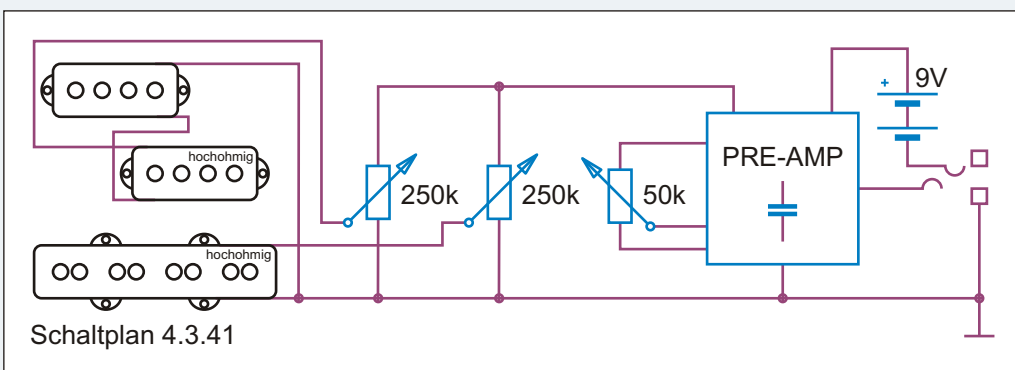 hochohmig
hochohmig
250k
250k
50k
PRE-AMP
+
9V
Schaltplan 4.3.41